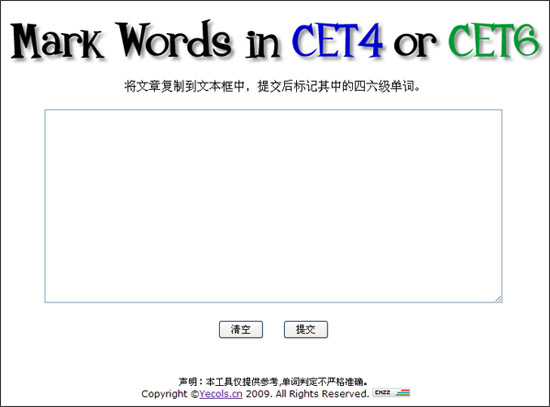 Mark Words in CET4 or CET6
将文章复制到文本框中，提交后标记其中的四六级单词。
清空 提交
声明：本工具仅提供参考,单词判定不严格准确。
Copyright ©Yecols.cn 2009. All Rights Reserved. CNZZ